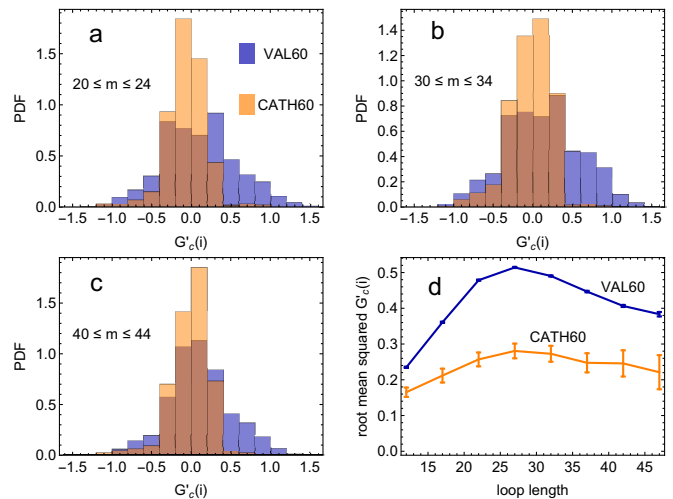 a
20 ≤ m ≤ 24
VAL60
CATH60
PDF
0.0
0.5
1.0
1.5
−1.5 −1.0 −0.5 0.0 0.5 1.0 1.5
G'c(i)
b
30 ≤ m ≤ 34
PDF
0.0
0.2
0.4
0.6
0.8
1.0
1.2
1.4
−1.5 −1.0 −0.5 0.0 0.5 1.0 1.5
G'c(i)
c
40 ≤ m ≤ 44
PDF
0.0
0.5
1.0
1.5
−1.5 −1.0 −0.5 0.0 0.5 1.0 1.5
G'c(i)
d
VAL60
CATH60
root mean squared G'c(i)
0.0
0.1
0.2
0.3
0.4
0.5
15 25 35 45
loop length